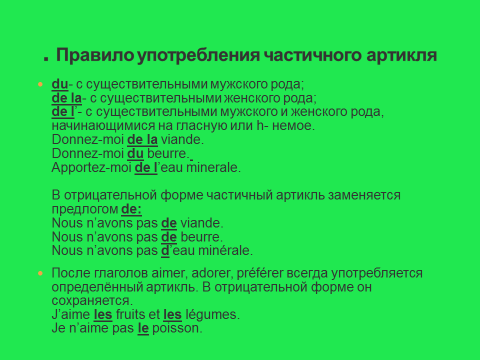 . Правило употребления частичного артикля
du- с существительными мужского рода;
de la- с существительными женского рода;
de l'- с существительными мужского и женского рода,
начинающимися на гласную или h- немое.
Donnez-moi de la viande.
Donnez-moi du beurre.
Apportez-moi de l'eau minerale.
В отрицательной форме частичный артикль заменяется
предлогом de:
Nous n'avons pas de viande.
Nous n'avons pas de beurre.
Nous n'avons pas d'eau minérale.
После глаголов aimer, adorer, préférer всегда употребляется
определённый артикль. В отрицательной форме он
сохраняется.
J'aime les fruits et les légumes.
Je n'aime pas le poisson.